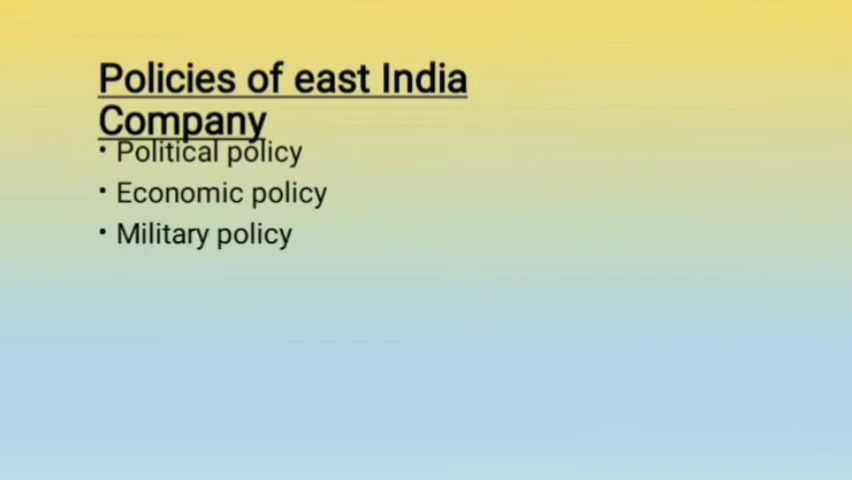 Policies of east India
Company
• Political policy
• Economic policy
• Military policy